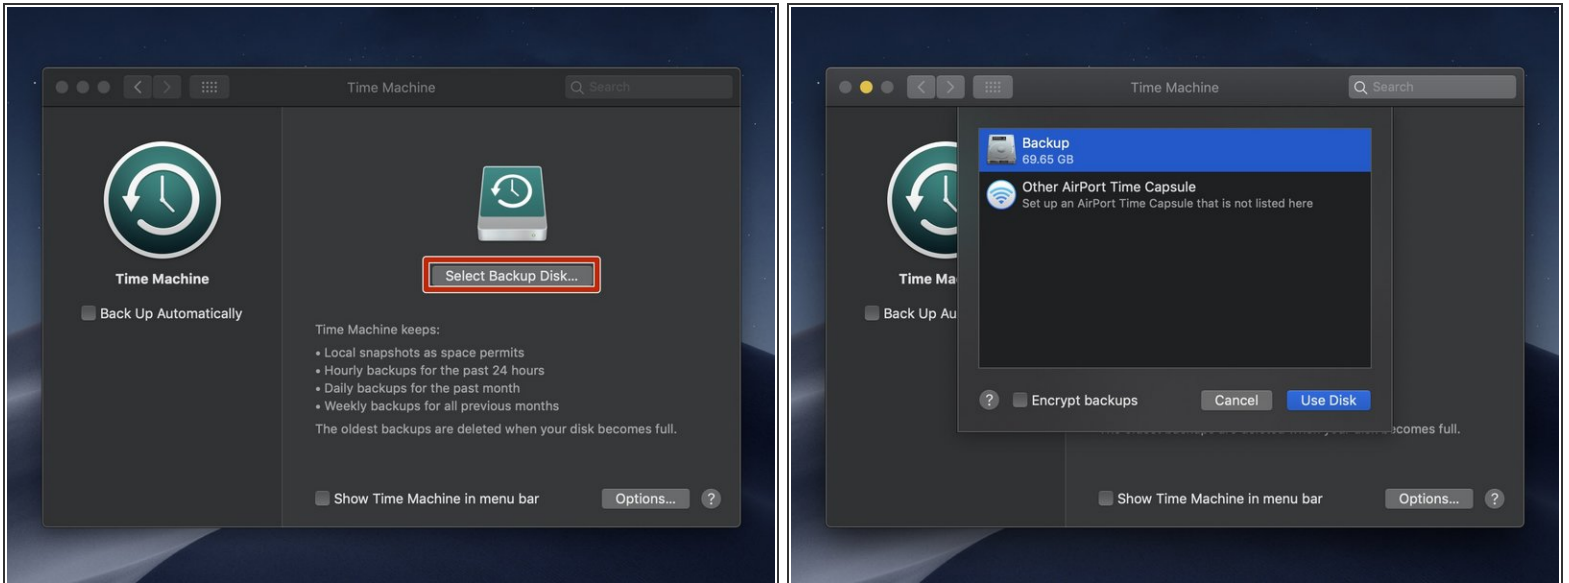 Time Machine
Search
Time Machine
Back Up Automatically
Select Backup Disk...
Time Machine keeps:
• Local snapshots as space permits
• Hourly backups for the past 24 hours
• Daily backups for the past month
• Weekly backups for all previous months
The oldest backups are deleted when your disk becomes full.
Show Time Machine in menu bar
Options...
?
Time Machine
Search
Time Ma
Back Up Au
Backup
69.65 GB
Other AirPort Time Capsule
Set up an AirPort Time Capsule that is not listed here
?
Encrypt backups
Cancel
Use Disk
becomes full.
Show Time Machine in menu bar
Options...
?